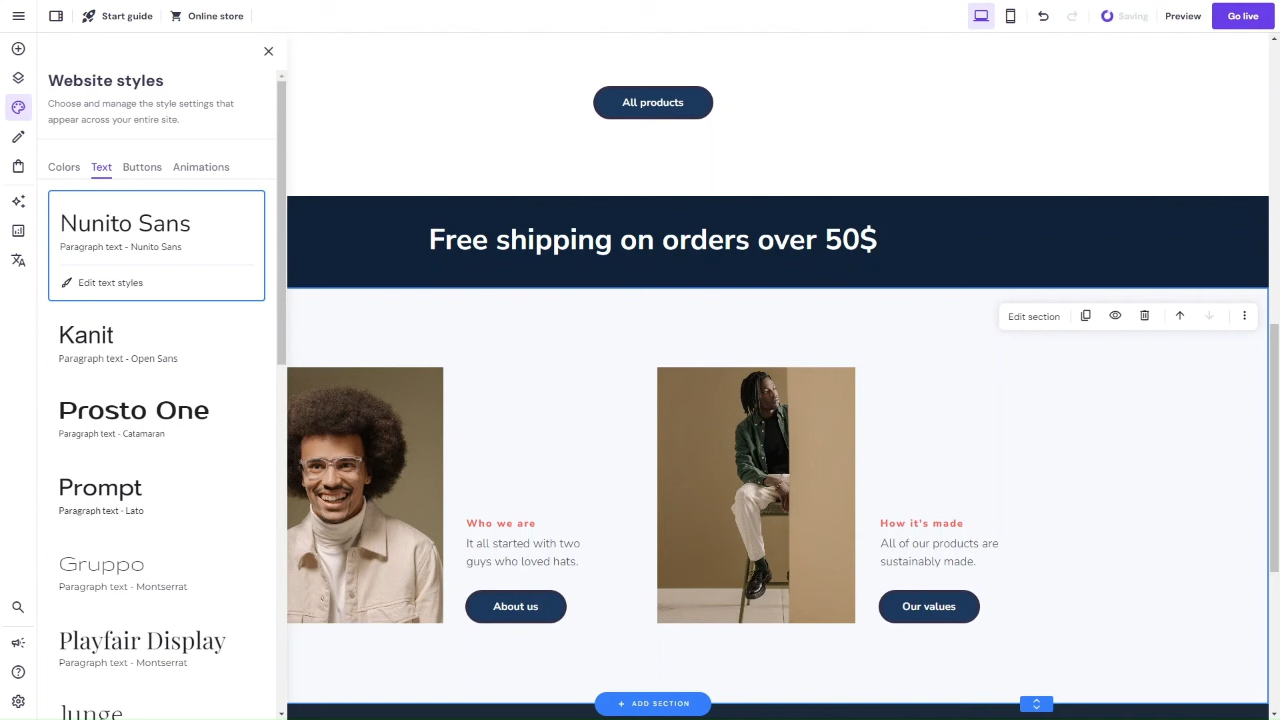 Start guide
Online store
Saving
Preview
Go live
Website styles
Choose and manage the style settings that
appear across your entire site.
Colors
Text
Buttons
Animations
Nunito Sans
Paragraph text - Nunito Sans
Edit text styles
Kanit
Paragraph text - Open Sans
Prosto One
Paragraph text - Catamaran
Prompt
Paragraph text - Lato
Gruppo
Paragraph text - Montserrat
Playfair Display
Paragraph text - Montserrat
All products
Free shipping on orders over 50$
Edit section
Who we are
It all started with two
guys who loved hats.
About us
How it's made
All of our products are
sustainably made.
Our values
+ ADD SECTION